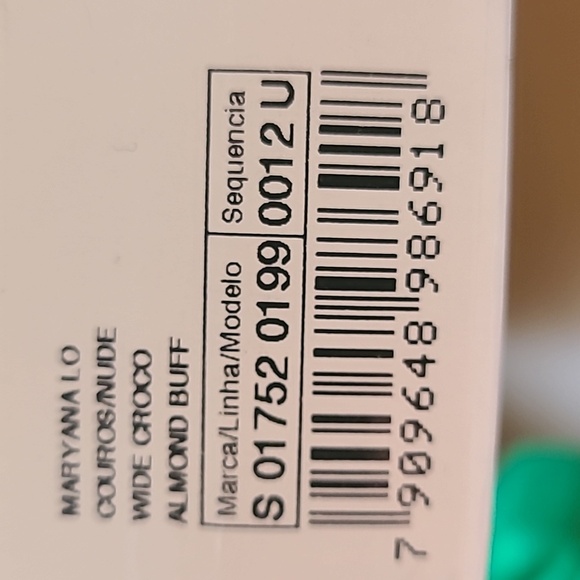 MARYANA LO
COUROS/NUDE
WIDE CROCO
ALMOND BUFF
Marca/Linha/Modelo Sequencia
S 01752 0199 0012 U
7 909648 986918